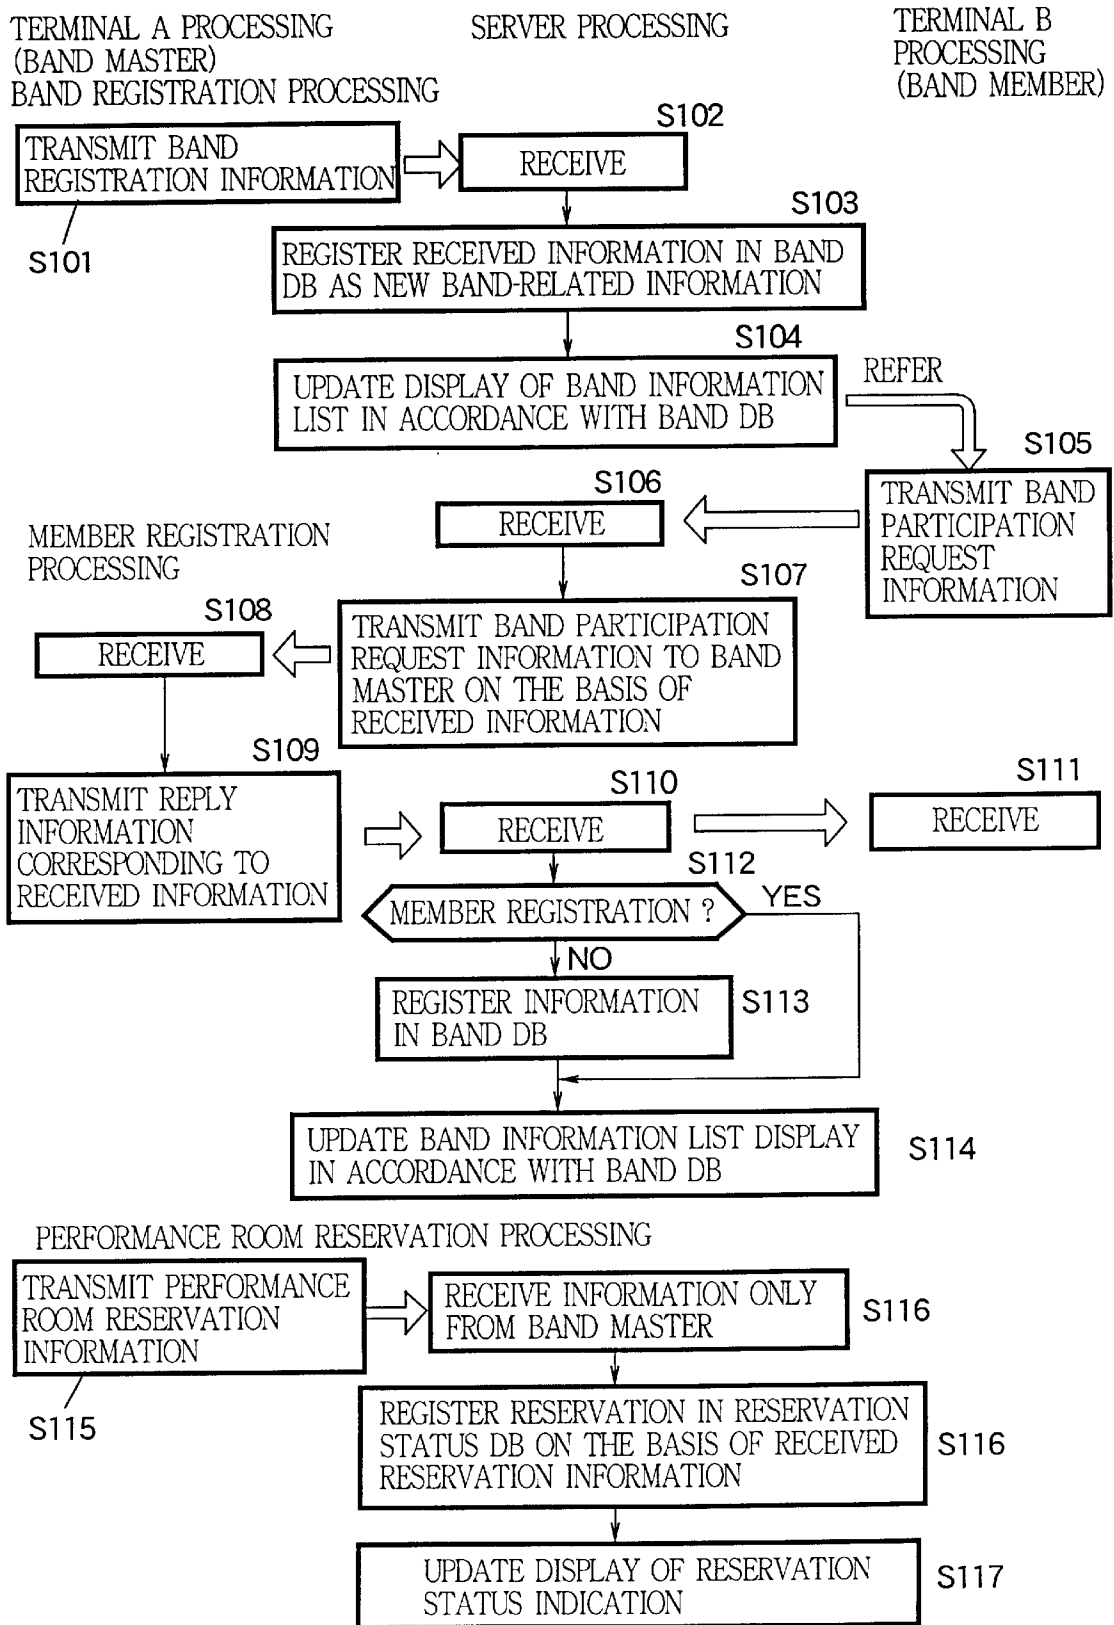 TERMINAL A PROCESSING
(BAND MASTER)
BAND REGISTRATION PROCESSING
SERVER PROCESSING
TERMINAL B
PROCESSING
(BAND MEMBER)
TRANSMIT BAND
REGISTRATION INFORMATION
S101
S102
RECEIVE
S103
REGISTER RECEIVED INFORMATION IN BAND
DB AS NEW BAND-RELATED INFORMATION
S104
UPDATE DISPLAY OF BAND INFORMATION
LIST IN ACCORDANCE WITH BAND DB
REFER
S105
TRANSMIT BAND
PARTICIPATION
REQUEST
INFORMATION
S106
RECEIVE
MEMBER REGISTRATION
PROCESSING
S107
TRANSMIT BAND PARTICIPATION
REQUEST INFORMATION TO BAND
MASTER ON THE BASIS OF
RECEIVED INFORMATION
S108
RECEIVE
S109
TRANSMIT REPLY
INFORMATION
CORRESPONDING TO
RECEIVED INFORMATION
S110
RECEIVE
S111
RECEIVE
S112
MEMBER REGISTRATION ?
YES
NO
REGISTER INFORMATION
IN BAND DB
S113
UPDATE BAND INFORMATION LIST DISPLAY
IN ACCORDANCE WITH BAND DB
S114
PERFORMANCE ROOM RESERVATION PROCESSING
TRANSMIT PERFORMANCE
ROOM RESERVATION
INFORMATION
S115
RECEIVE INFORMATION ONLY
FROM BAND MASTER
S116
REGISTER RESERVATION IN RESERVATION
STATUS DB ON THE BASIS OF RECEIVED
RESERVATION INFORMATION
S116
UPDATE DISPLAY OF RESERVATION
STATUS INDICATION
S117